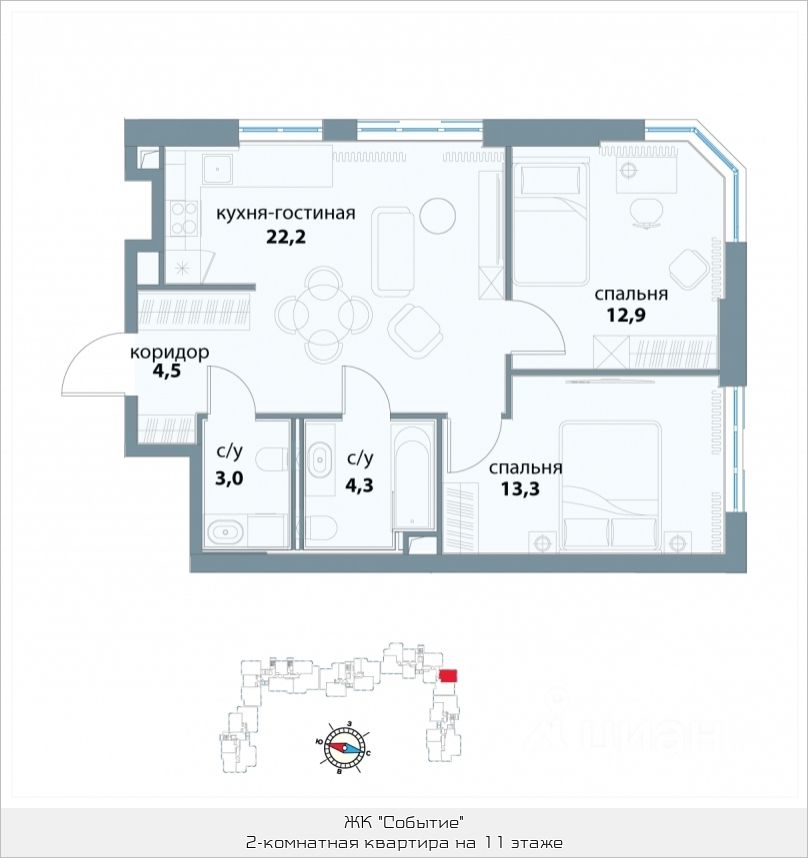 кухня-гостиная
22,2
спальня
12,9
коридор
4,5
с/у
3,0
с/у
4,3
спальня
13,3
З
Ю
С
В
циан
ЖК "Событие"
2-комнатная квартира на 11 этаже